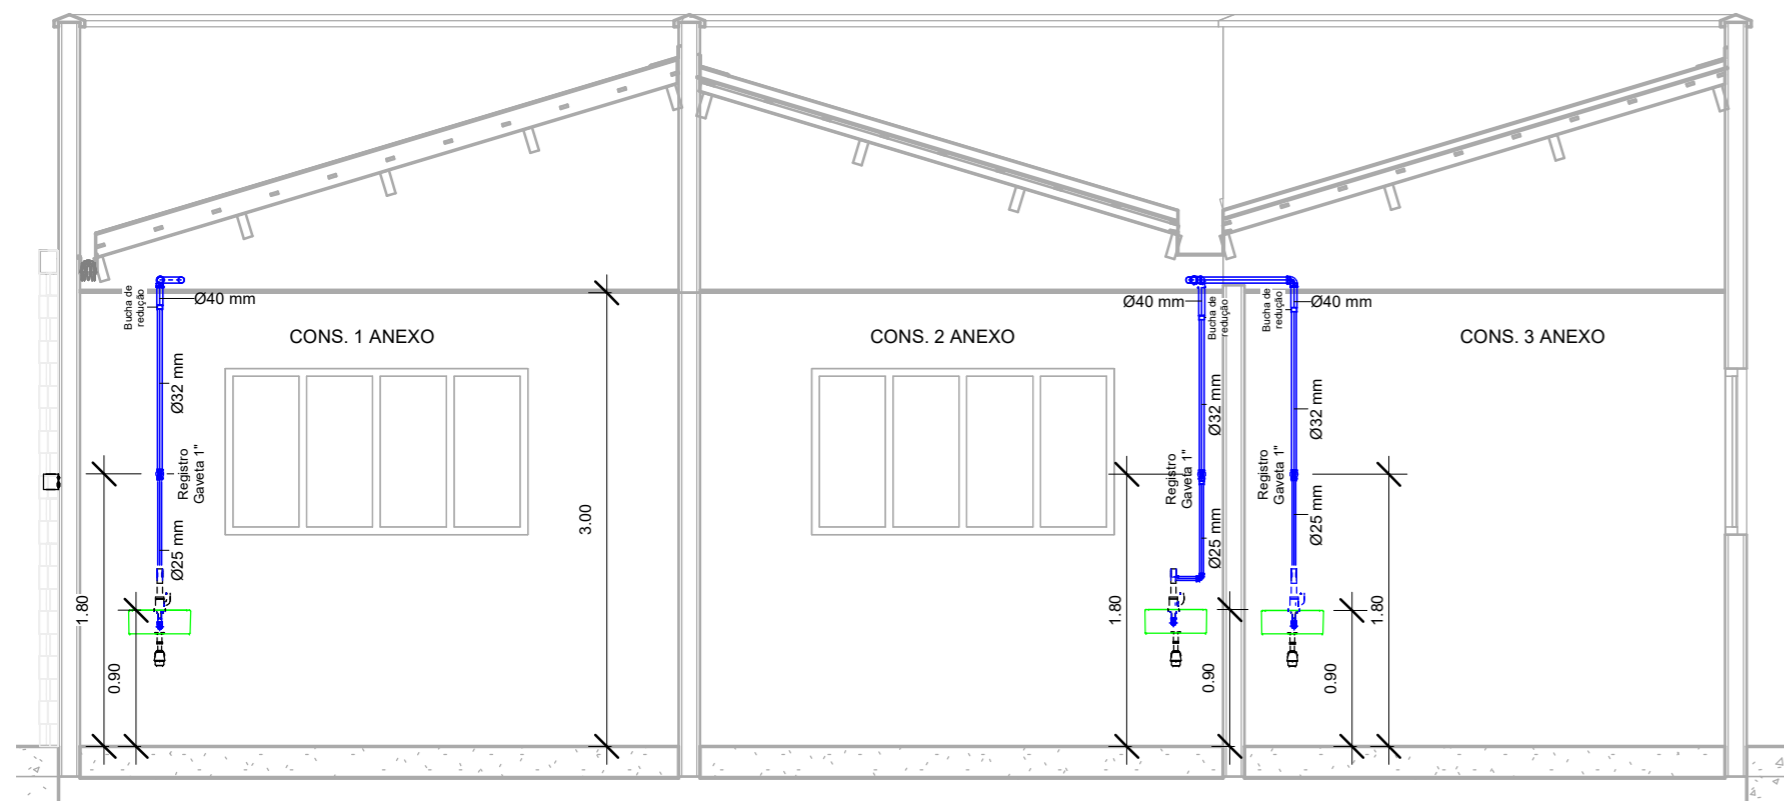 Bucha de
redução
Ø40 mm
CONS. 1 ANEXO
Ø32 mm
Registro
Gaveta 1"
Ø25 mm
1.80
0.90
3.00
CONS. 2 ANEXO
Ø40 mm
Bucha de
redução
Ø32 mm
Registro
Gaveta 1"
Ø25 mm
1.80
0.90
Bucha de
redução
Ø40 mm
CONS. 3 ANEXO
Ø32 mm
Registro
Gaveta 1"
Ø25 mm
0.90
1.80